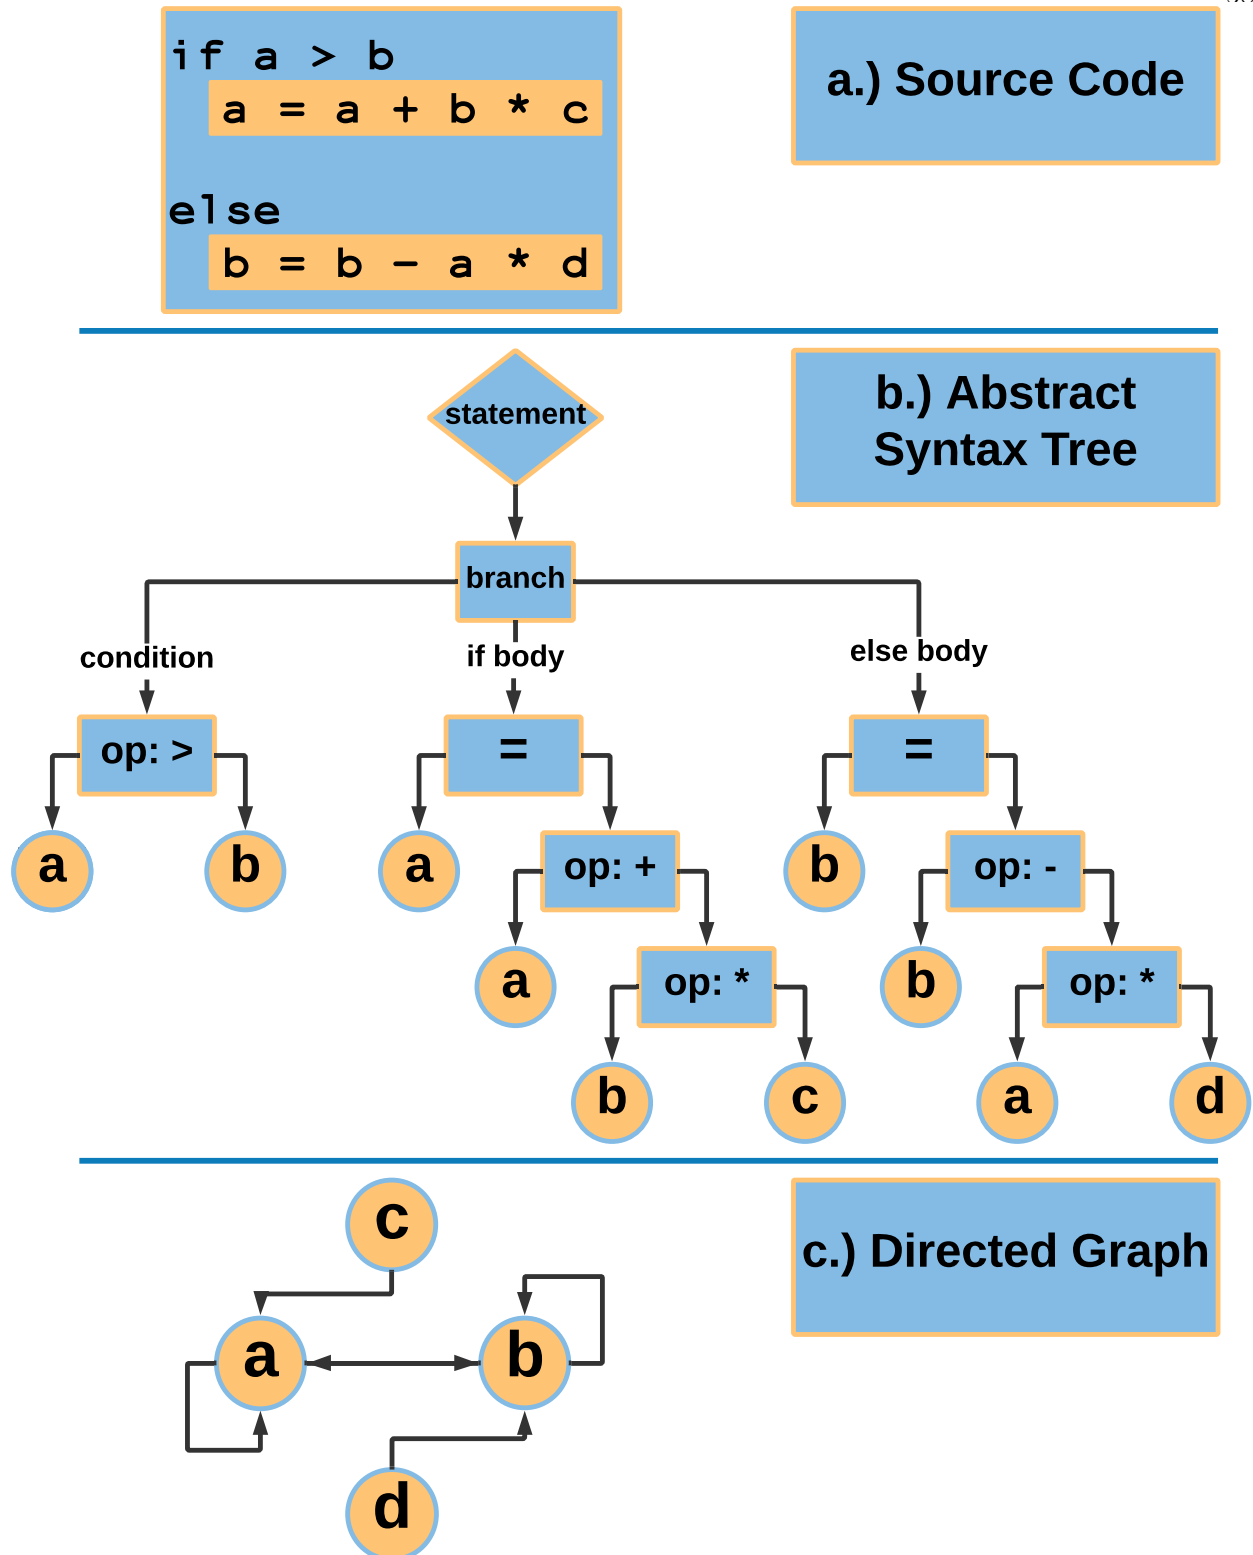 if a > b
a = a + b * c
else
b = b - a * d
a.) Source Code
b.) Abstract
Syntax Tree
statement
branch
condition
if body
else body
op: >
=
=
a
b
a
op: +
b
op: -
a
op: *
b
op: *
b
c
a
d
c.) Directed Graph
c
a
b
d